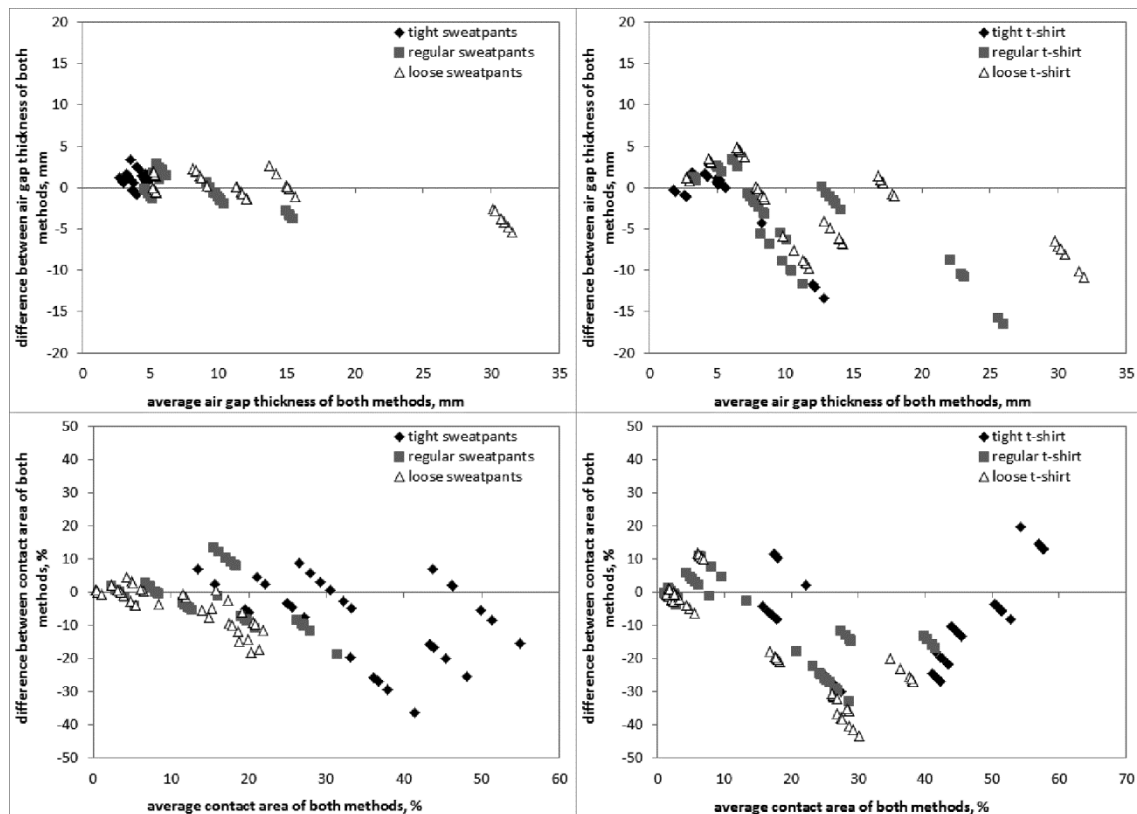 20
15
10
5
0
-5
-10
-15
-20
0 5 10 15 20 25 30 35
difference between air gap thickness of both
methods, mm
average air gap thickness of both methods, mm
tight sweatpants
regular sweatpants
loose sweatpants
20
15
10
5
0
-5
-10
-15
-20
0 5 10 15 20 25 30 35
difference between air gap thickness of both
methods, mm
average air gap thickness of both methods, mm
tight t-shirt
regular t-shirt
loose t-shirt
50
40
30
20
10
0
-10
-20
-30
-40
-50
0 10 20 30 40 50 60
difference between contact area of both
methods, %
average contact area of both methods, %
tight sweatpants
regular sweatpants
loose sweatpants
50
40
30
20
10
0
-10
-20
-30
-40
-50
0 10 20 30 40 50 60 70
difference between contact area of both
methods, %
average contact area of both methods, %
tight t-shirt
regular t-shirt
loose t-shirt